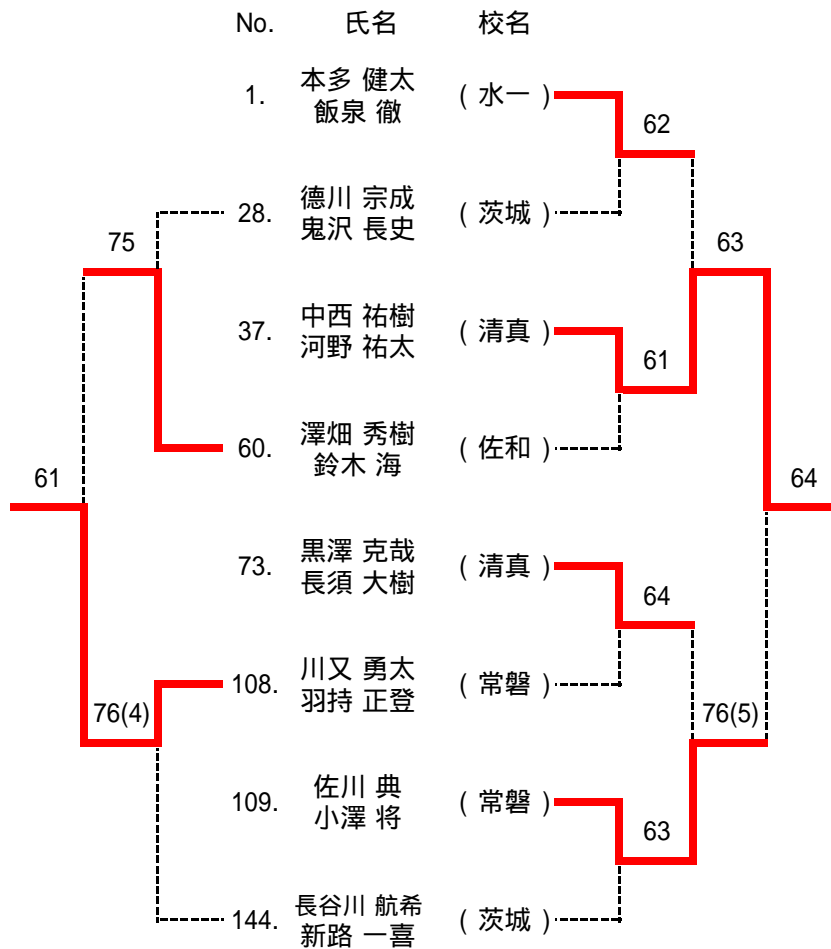 No. 氏名 校名
本多 健太
1. ( 水一 )
飯泉 徹
62
德川 宗成
28. ( 茨城 )
鬼沢 長史
75
63
中西 祐樹
37. ( 清真 )
河野 祐太
61
澤畑 秀樹
60. ( 佐和 )
鈴木 海
61
64
黒澤 克哉
73. ( 清真 )
長須 大樹
64
川又 勇太
108. ( 常磐 )
羽持 正登
76(4)
76(5)
佐川 典
109. ( 常磐 )
小澤 将
63
長谷川 航希
144. ( 茨城 )
新路 一喜